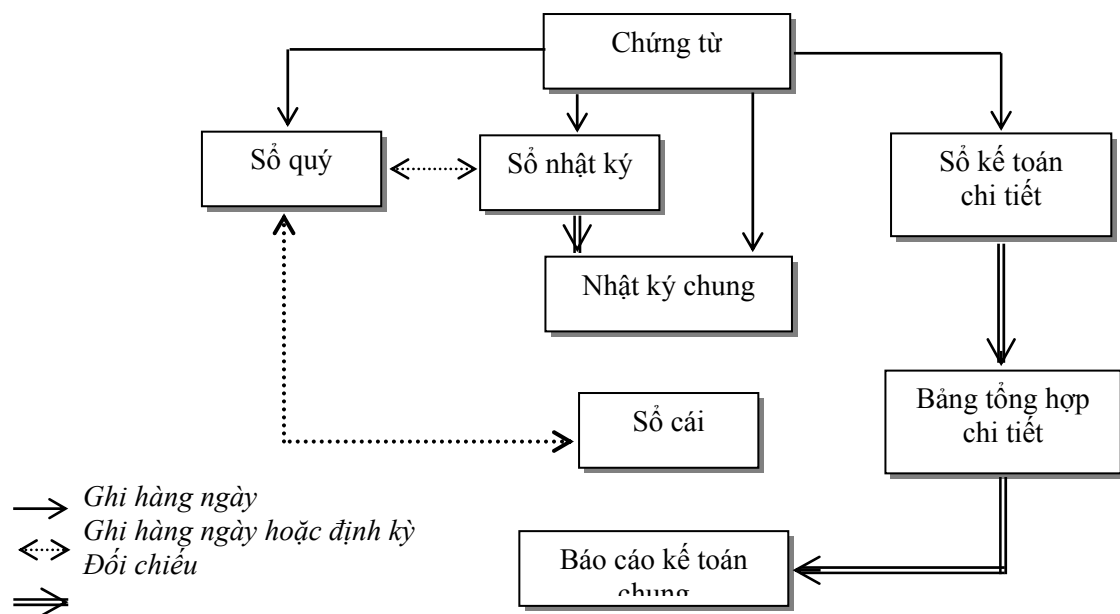 Chứng từ
Sổ quý
Sổ nhật ký
Sổ kế toán
chi tiết
Nhật ký chung
Bảng tổng hợp
chi tiết
Sổ cái
Ghi hàng ngày
Ghi hàng ngày hoặc định kỳ
Đối chiếu
Báo cáo kế toán
chung